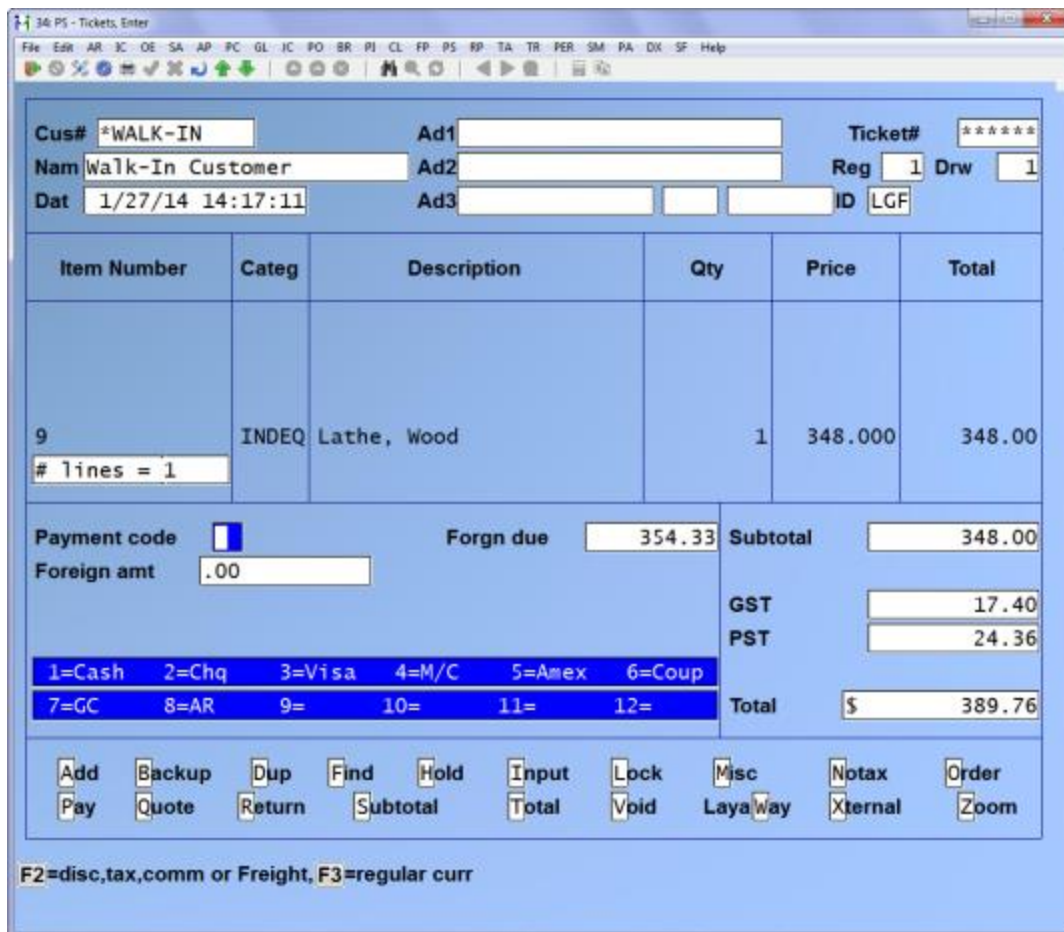 34: PS - Tickets, Enter
File Edit AR IC OE SA AP PC GL JC PO BR PI CL FP PS RP TA TR PER SM PA DX SF Help
Cus# *WALK-IN Ad1 Ticket# ******
Nam Walk-In Customer Ad2 Reg 1 Drw 1
Dat 1/27/14 14:17:11 Ad3 ID LGF
Item Number Categ Description Qty Price Total
9 INDEQ Lathe, Wood 1 348.000 348.00
# lines = 1
Payment code Forgn due 354.33 Subtotal 348.00
Foreign amt .00
GST 17.40
PST 24.36
1=Cash 2=Chq 3=Visa 4=M/C 5=Amex 6=Coup
7=GC 8=AR 9= 10= 11= 12= Total $ 389.76
Add Backup Dup Find Hold Input Lock Misc Notax Order
Pay Quote Return Subtotal Total Void LayaWay Xternal Zoom
F2=disc,tax,comm or Freight, F3=regular curr